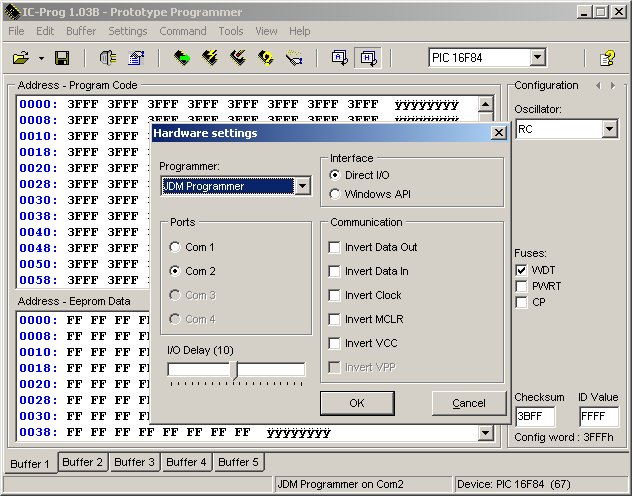 IC-Prog 1.03B - Prototype Programmer
File Edit Buffer Settings Command Tools View Help
PIC 16F84
Address - Program Code
Configuration
0000: 3FFF 3FFF 3FFF 3FFF 3FFF 3FFF 3FFF 3FFF ÿÿÿÿÿÿÿÿ
0008: 3FFF 3FFF
0010: 3FFF 3FFF
0018: 3FFF 3FFF
0020: 3FFF 3FFF
0028: 3FFF 3FFF
0030: 3FFF 3FFF
0038: 3FFF 3FFF
0040: 3FFF 3FFF
0048: 3FFF 3FFF
0050: 3FFF 3FFF
0058: 3FFF 3FFF
Oscillator:
RC
Fuses:
WDT
PWRT
CP
Hardware settings
Programmer:
JDM Programmer
Interface
Direct I/O
Windows API
Ports
Com 1
Com 2
Com 3
Com 4
I/O Delay (10)
Communication
Invert Data Out
Invert Data In
Invert Clock
Invert MCLR
Invert VCC
Invert VPP
OK
Cancel
Address - Eeprom Data
0000: FF FF FF FF
0008: FF FF FF FF
0010: FF FF FF FF
0018: FF FF FF FF
0020: FF FF FF FF
0028: FF FF FF FF
0030: FF FF FF FF
0038: FF FF FF FF FF FF FF FF ÿÿÿÿÿÿÿÿ
Checksum ID Value
3BFF FFFF
Config word : 3FFFh
Buffer 1 Buffer 2 Buffer 3 Buffer 4 Buffer 5
JDM Programmer on Com2 Device: PIC 16F84 (67)